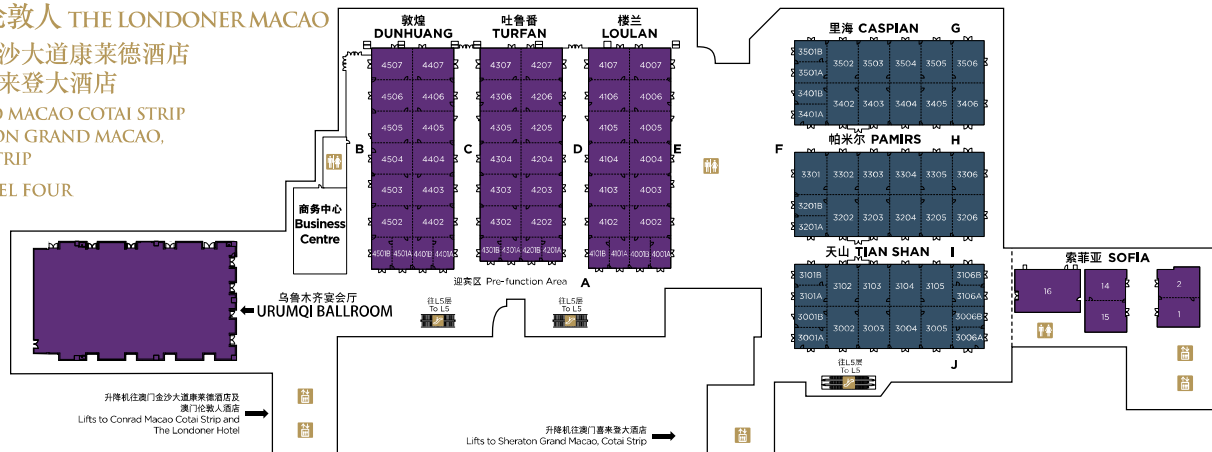 伦敦人 THE LONDONER MACAO
沙大道康莱德酒店
来登大酒店
MACAO COTAI STRIP
ON GRAND MACAO,
TRIP
EL FOUR
敦煌
DUNHUANG
吐鲁番
TURFAN
楼兰
LOULAN
4507 4407
4506 4406
4505 4405
4504 4404
4503 4403
4502 4402
4501B 4501A 4401B 4401A
4307 4207
4306 4206
4305 4205
4304 4204
4303 4203
4302 4202
4301B 4301A 4201B 4201A
4107 4007
4106 4006
4105 4005
4104 4004
4103 4003
4102 4002
4101B 4101A 4001B 4001A
B
C
D
E
F
A
迎宾区 Pre-function Area
商务中心
Business
Centre
乌鲁木齐宴会厅
URUMQI BALLROOM
往L5层
To L5
往L5层
To L5
里海 CASPIAN G
3501B
3501A
3502 3503 3504 3505 3506
3401B
3401A
3402 3403 3404 3405 3406
帕米尔 PAMIRS H
3301 3302 3303 3304 3305 3306
3201B
3201A
3202 3203 3204 3205 3206
天山 TIAN SHAN I
3101B
3101A
3102 3103 3104 3105
3106B
3106A
3001B
3001A
3002 3003 3004 3005
3006B
3006A
J
往L5层
To L5
索菲亚 SOFIA
16
14
15
2
1
升降机往澳门金沙大道康莱德酒店及
澳门伦敦人酒店
Lifts to Conrad Macao Cotai Strip and
The Londoner Hotel
升降机往澳门喜来登大酒店
Lifts to Sheraton Grand Macao, Cotai Strip